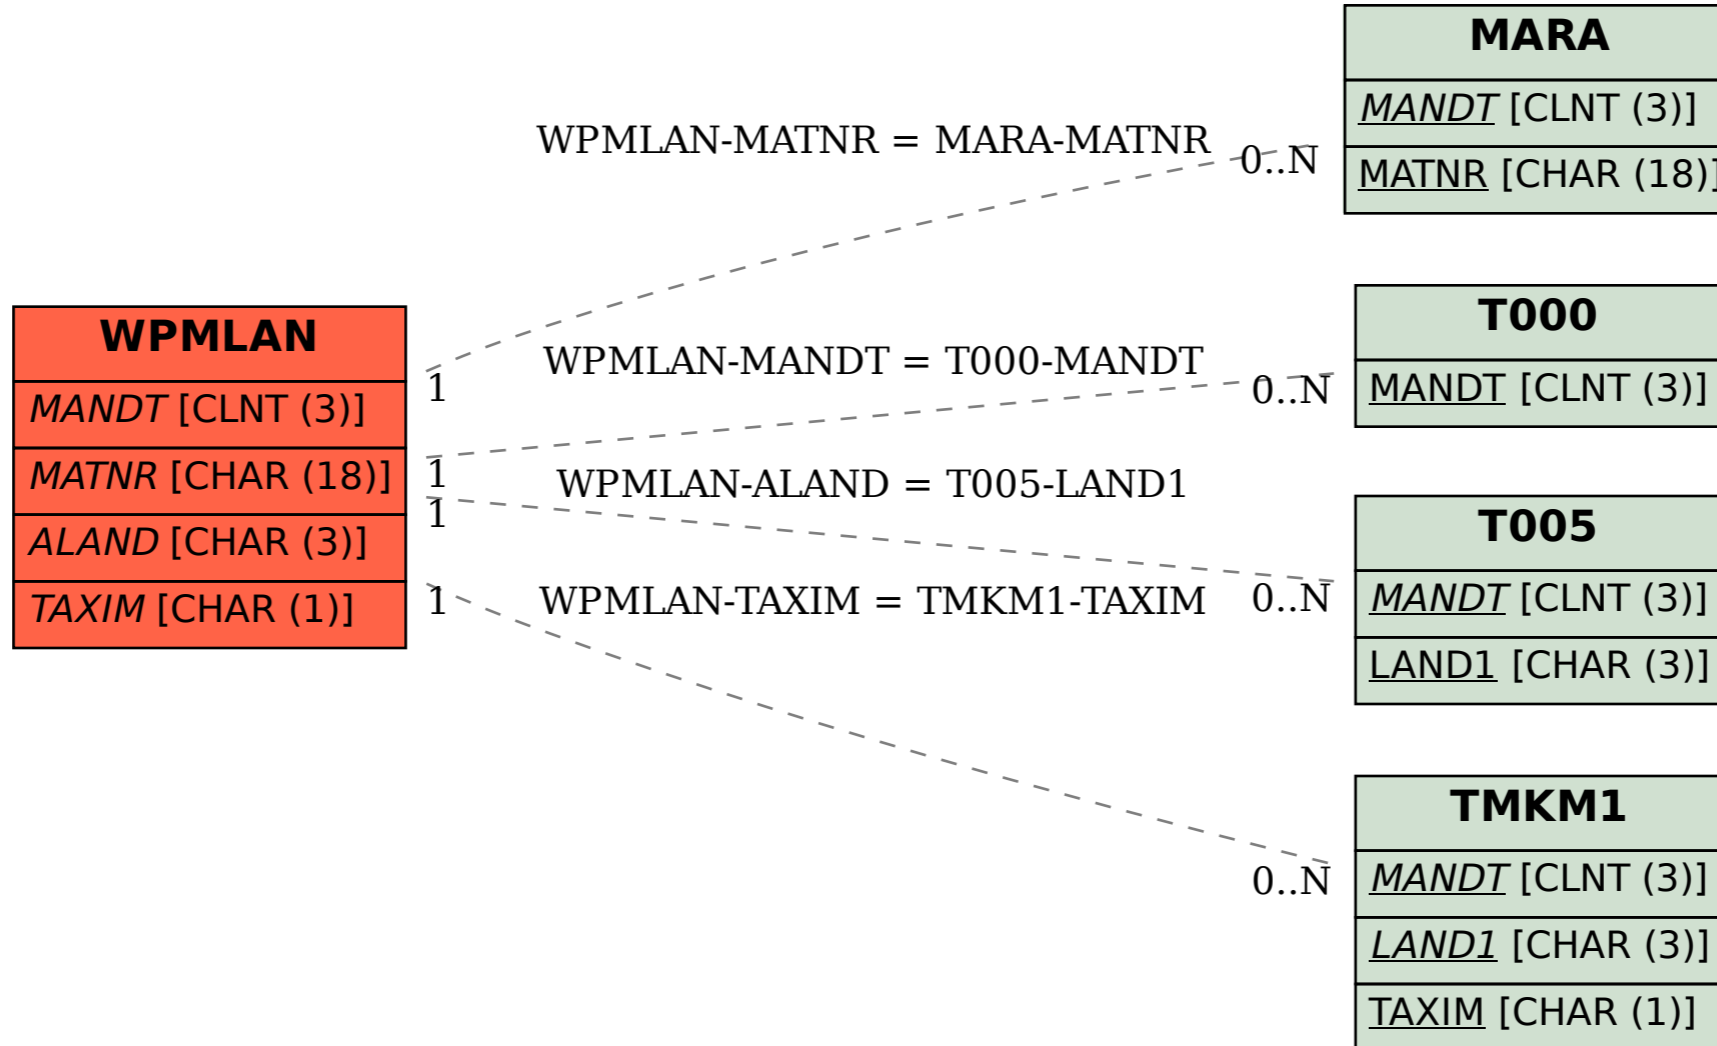 MARA
MANDT [CLNT (3)]
MATNR [CHAR (18)]
WPMLAN-MATNR = MARA-MATNR
0..N
WPMLAN
MANDT [CLNT (3)]
MATNR [CHAR (18)]
ALAND [CHAR (3)]
TAXIM [CHAR (1)]
1
WPMLAN-MANDT = T000-MANDT
0..N
T000
MANDT [CLNT (3)]
1
1
WPMLAN-ALAND = T005-LAND1
0..N
T005
MANDT [CLNT (3)]
LAND1 [CHAR (3)]
1
WPMLAN-TAXIM = TMKM1-TAXIM
0..N
TMKM1
MANDT [CLNT (3)]
LAND1 [CHAR (3)]
TAXIM [CHAR (1)]